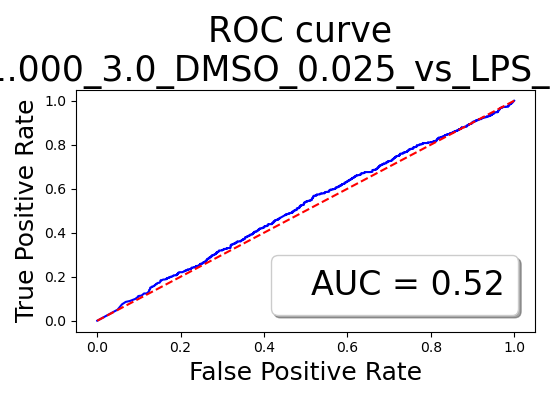 ROC curve
1.000_3.0_DMSO_0.025_vs_LPS_
True Positive Rate
1.0
0.8
0.6
0.4
0.2
0.0
AUC = 0.52
0.0 0.2 0.4 0.6 0.8 1.0
False Positive Rate